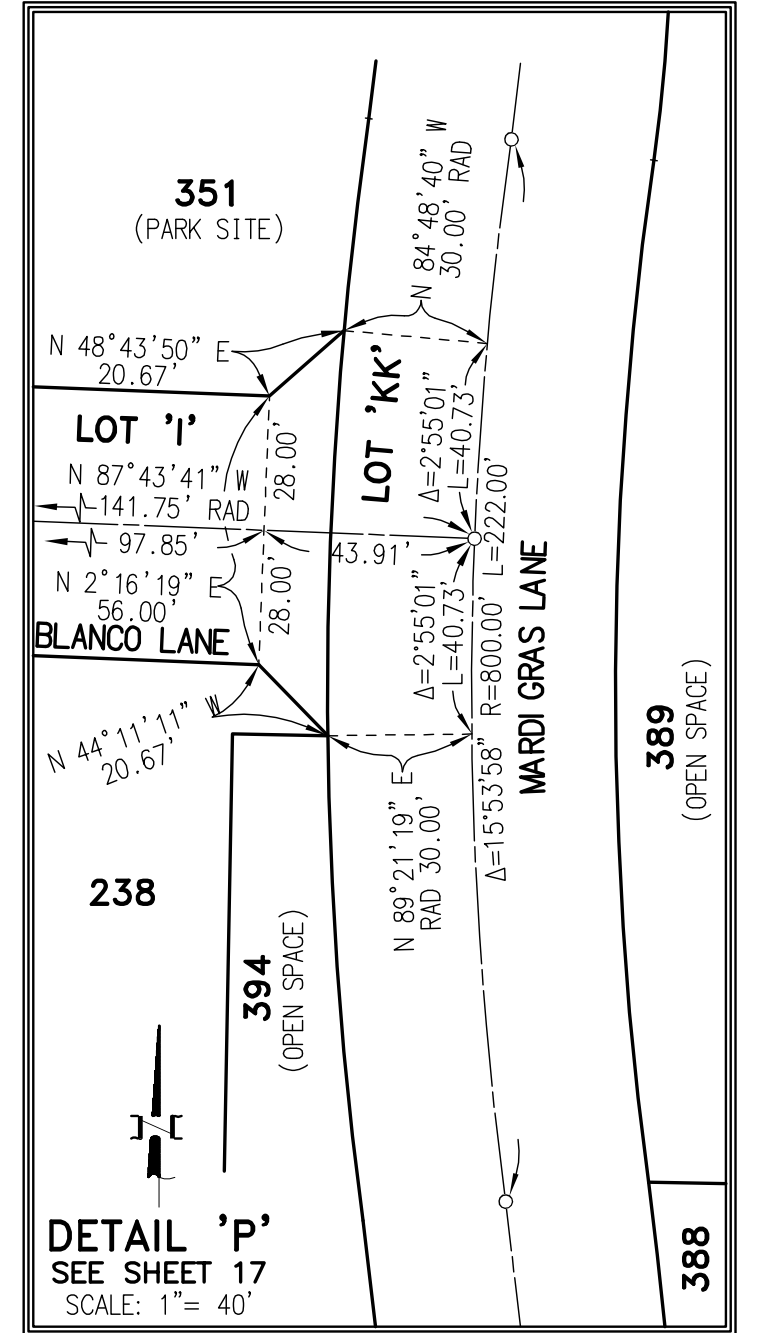 351
(PARK SITE)
N 84°48'40" W
30.00' RAD
N 48°43'50" E
20.67'
LOT 'I'
LOT 'KK'
Δ=2°55'01"
L=40.73'
28.00'
N 87°43'41" W
141.75' RAD
97.85'
43.91'
N 2°16'19" E
56.00'
28.00'
BLANCO LANE
Δ=2°55'01"
L=40.73'
Δ=15°53'58" R=800.00' L=222.00'
MARDI GRAS LANE
N 44°11'11" W
20.67'
N 89°21'19" E
RAD 30.00'
389
(OPEN SPACE)
238
394
(OPEN SPACE)
388
DETAIL 'P'
SEE SHEET 17
SCALE: 1"= 40'